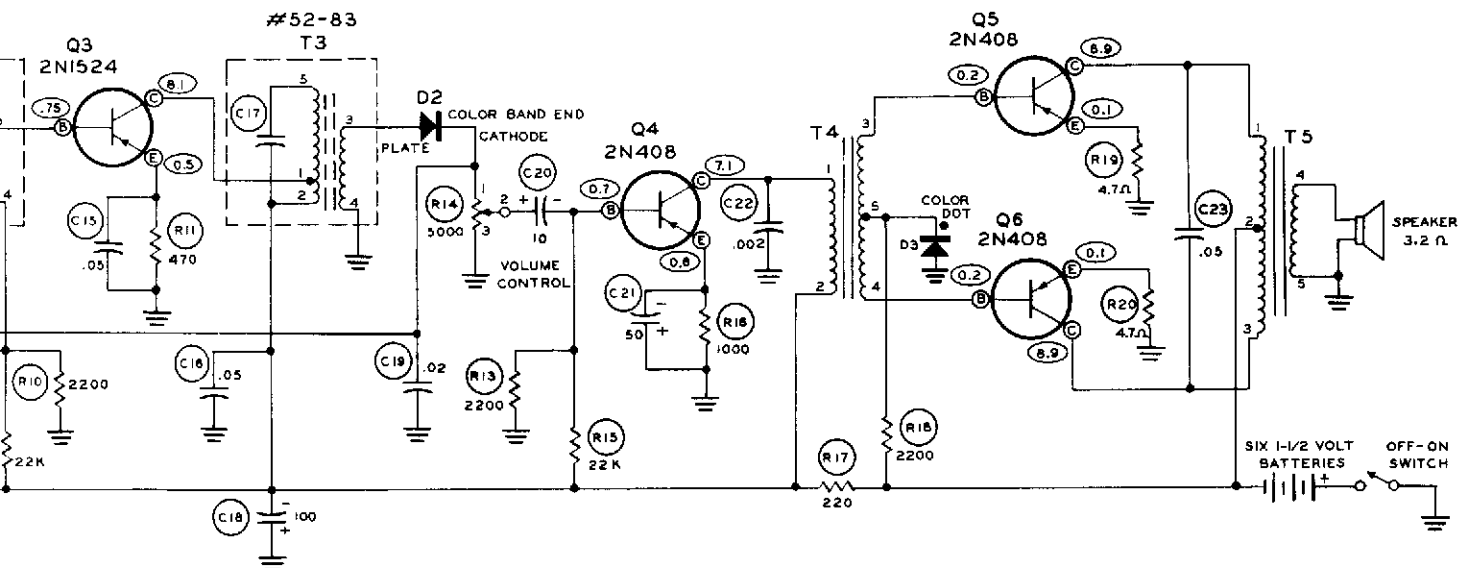 #52-83
T3
Q3
2N1524
8.1
C
.75
B
E
0.5
C15
.05
R11
470
4
C17
5
1
2
3
4
D2
COLOR BAND END
PLATE
CATHODE
R14
5000
1
2
3
C20
+ -
10
VOLUME
CONTROL
Q4
2N408
7.1
C
0.7
B
E
0.6
C21
-
+
50
R16
1000
C22
.002
T4
1
2
3
5
4
COLOR
DOT
D3
Q5
2N408
8.9
C
0.2
B
0.1
E
R19
4.7Ω
Q6
2N408
0.1
E
0.2
B
C
8.9
R20
4.7Ω
C23
.05
T5
1
2
3
4
5
SPEAKER
3.2 Ω
R10
2200
22K
C16
.05
C18
-
+
100
C19
.02
R13
2200
R15
22K
R17
220
R18
2200
SIX 1-1/2 VOLT
BATTERIES
+
OFF-ON
SWITCH